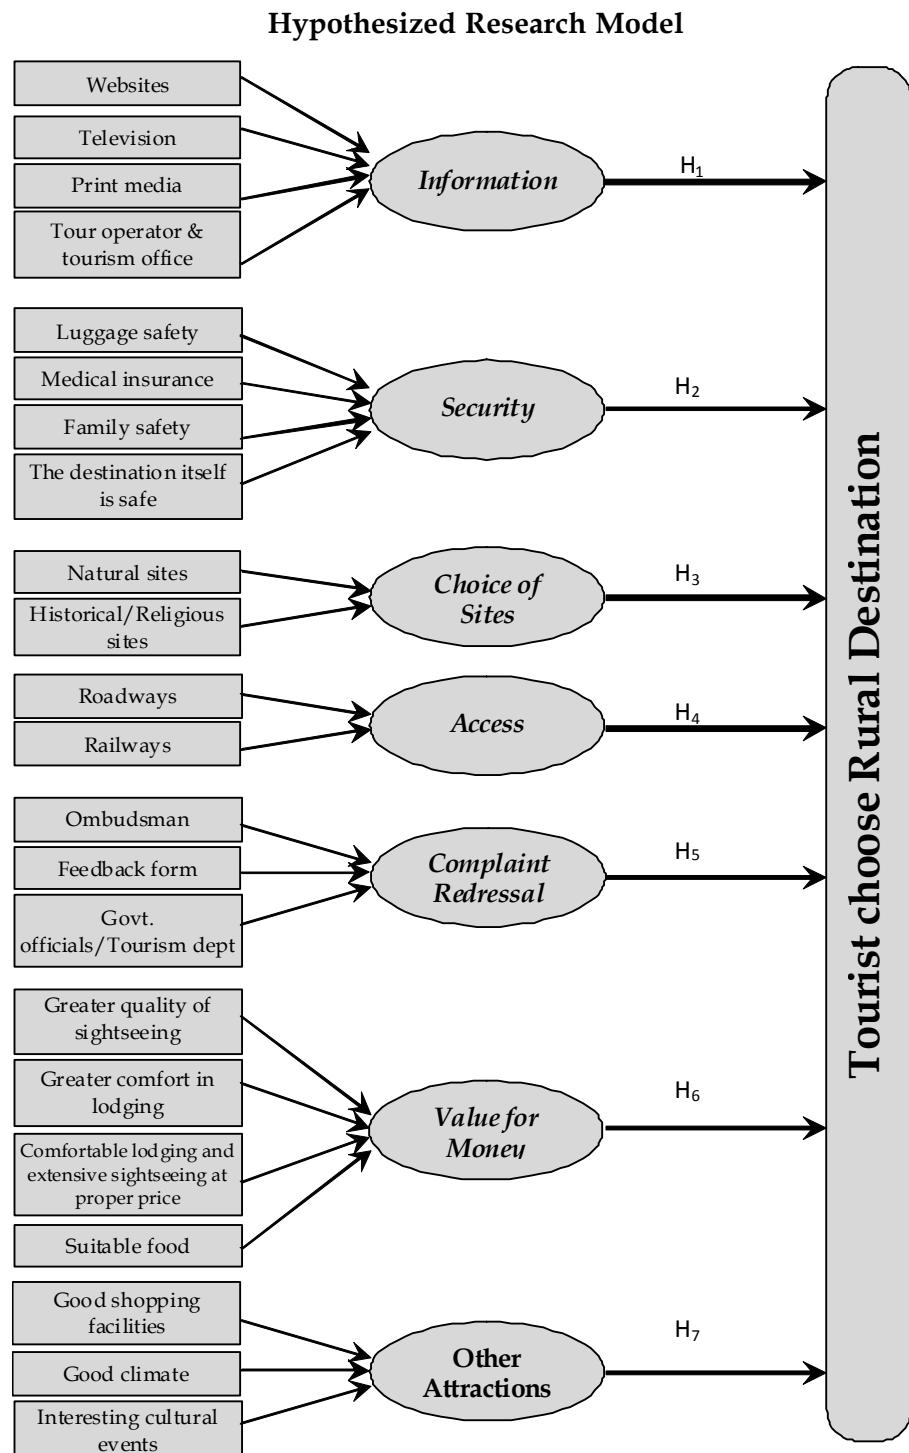 Hypothesized Research Model
Websites
Television
Print media
Tour operator &
tourism office
Information
H₁
Luggage safety
Medical insurance
Family safety
The destination itself
is safe
Security
H₂
Natural sites
Historical/Religious
sites
Choice of
Sites
H₃
Roadways
Railways
Access
H₄
Ombudsman
Feedback form
Govt.
officials/Tourism dept
Complaint
Redressal
H₅
Greater quality of
sightseeing
Greater comfort in
lodging
Comfortable lodging and
extensive sightseeing at
proper price
Suitable food
Value for
Money
H₆
Good shopping
facilities
Good climate
Interesting cultural
events
Other
Attractions
H₇
Tourist choose Rural Destination